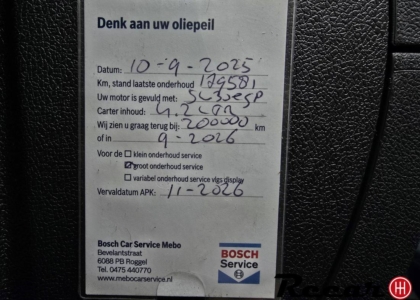 Denk aan uw oliepeil
Datum: 10-9-2025
Km, stand laatste onderhoud 179581
Uw motor is gevuld met: 5W30ESP
Carter inhoud: 4.2 LTR
Wij zien u graag terug bij: 200000 km
of in 9-2026
Voor de klein onderhoud service
groot onderhoud service
variabel onderhoud service vlgs display
Vervaldatum APK: 11-2026
Bosch Car Service Mebo
Bevelantstraat
6088 PB Roggel
Tel. 0475 440770
www.mebocarservice.nl
BOSCH
Service